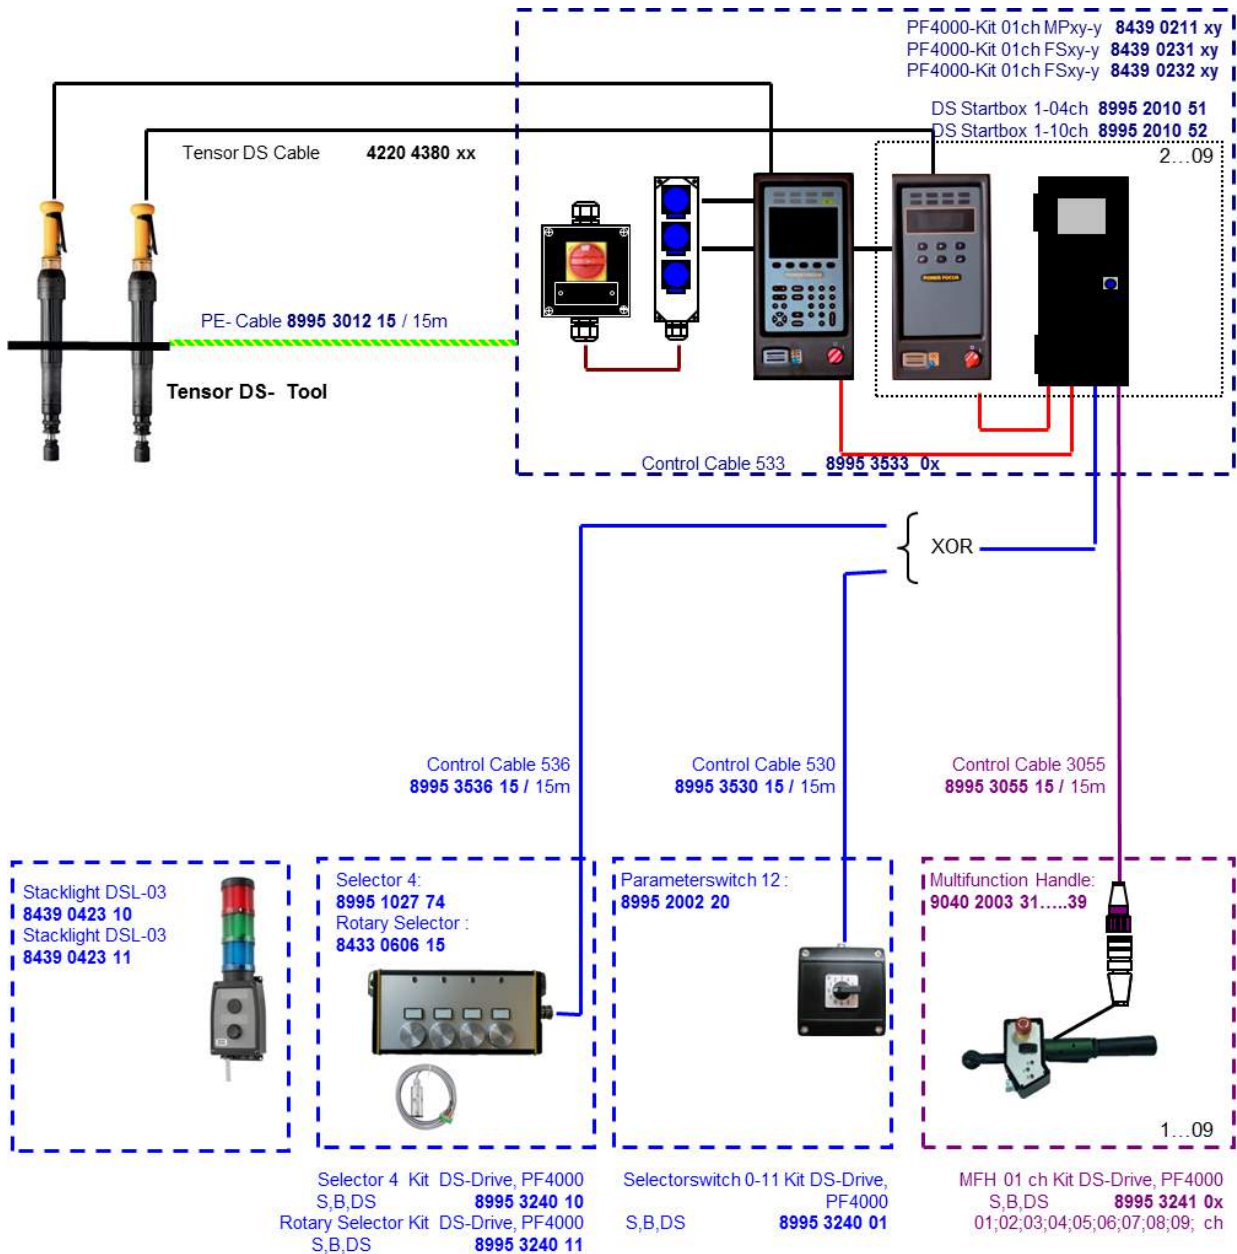 PF4000-Kit 01ch MPxy-y 8439 0211 xy
PF4000-Kit 01ch FSxy-y 8439 0231 xy
PF4000-Kit 01ch FSxy-y 8439 0232 xy
DS Startbox 1-04ch 8995 2010 51
DS Startbox 1-10ch 8995 2010 52
2...09
Tensor DS Cable 4220 4380 xx
PE- Cable 8995 3012 15 / 15m
Tensor DS- Tool
POWER FOCUS
Control Cable 533 8995 3533 0x
XOR
Control Cable 536
8995 3536 15 / 15m
Control Cable 530
8995 3530 15 / 15m
Control Cable 3055
8995 3055 15 / 15m
Stacklight DSL-03
8439 0423 10
Stacklight DSL-03
8439 0423 11
Selector 4:
8995 1027 74
Rotary Selector :
8433 0606 15
Parameterswitch 12 :
8995 2002 20
Multifunction Handle:
9040 2003 31.....39
1...09
Selector 4 Kit DS-Drive, PF4000
S,B,DS 8995 3240 10
Rotary Selector Kit DS-Drive, PF4000
S,B,DS 8995 3240 11
Selectorswitch 0-11 Kit DS-Drive,
PF4000
S,B,DS 8995 3240 01
MFH 01 ch Kit DS-Drive, PF4000
S,B,DS 8995 3241 0x
01;02;03;04;05;06;07;08;09; ch